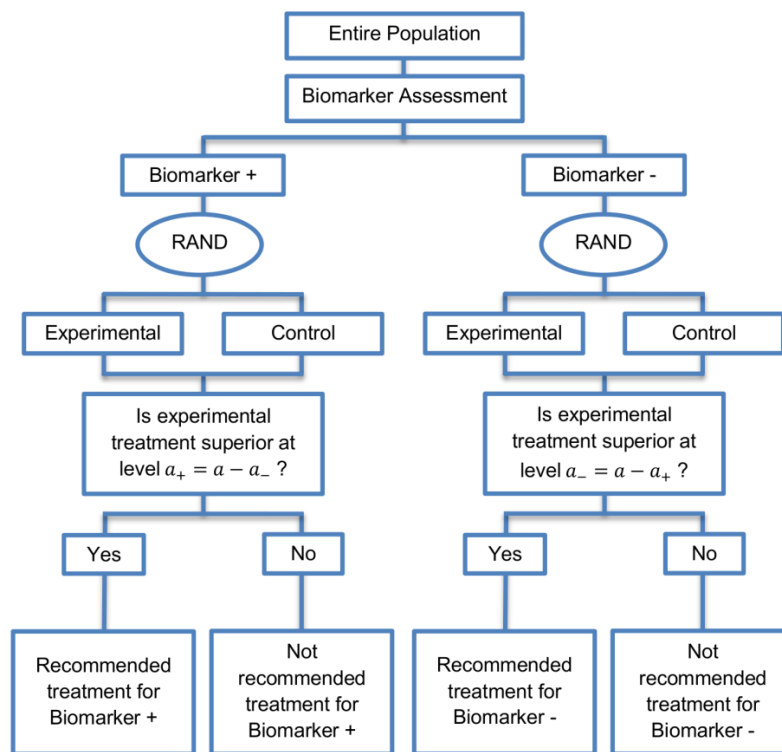 Entire Population
Biomarker Assessment
Biomarker +
Biomarker -
RAND
RAND
Experimental
Control
Experimental
Control
Is experimental
treatment superior at
level a₊ = a − a₋ ?
Is experimental
treatment superior at
level a₋ = a − a₊ ?
Yes
No
Yes
No
Recommended
treatment for
Biomarker +
Not
recommended
treatment for
Biomarker +
Recommended
treatment for
Biomarker -
Not
recommended
treatment for
Biomarker -